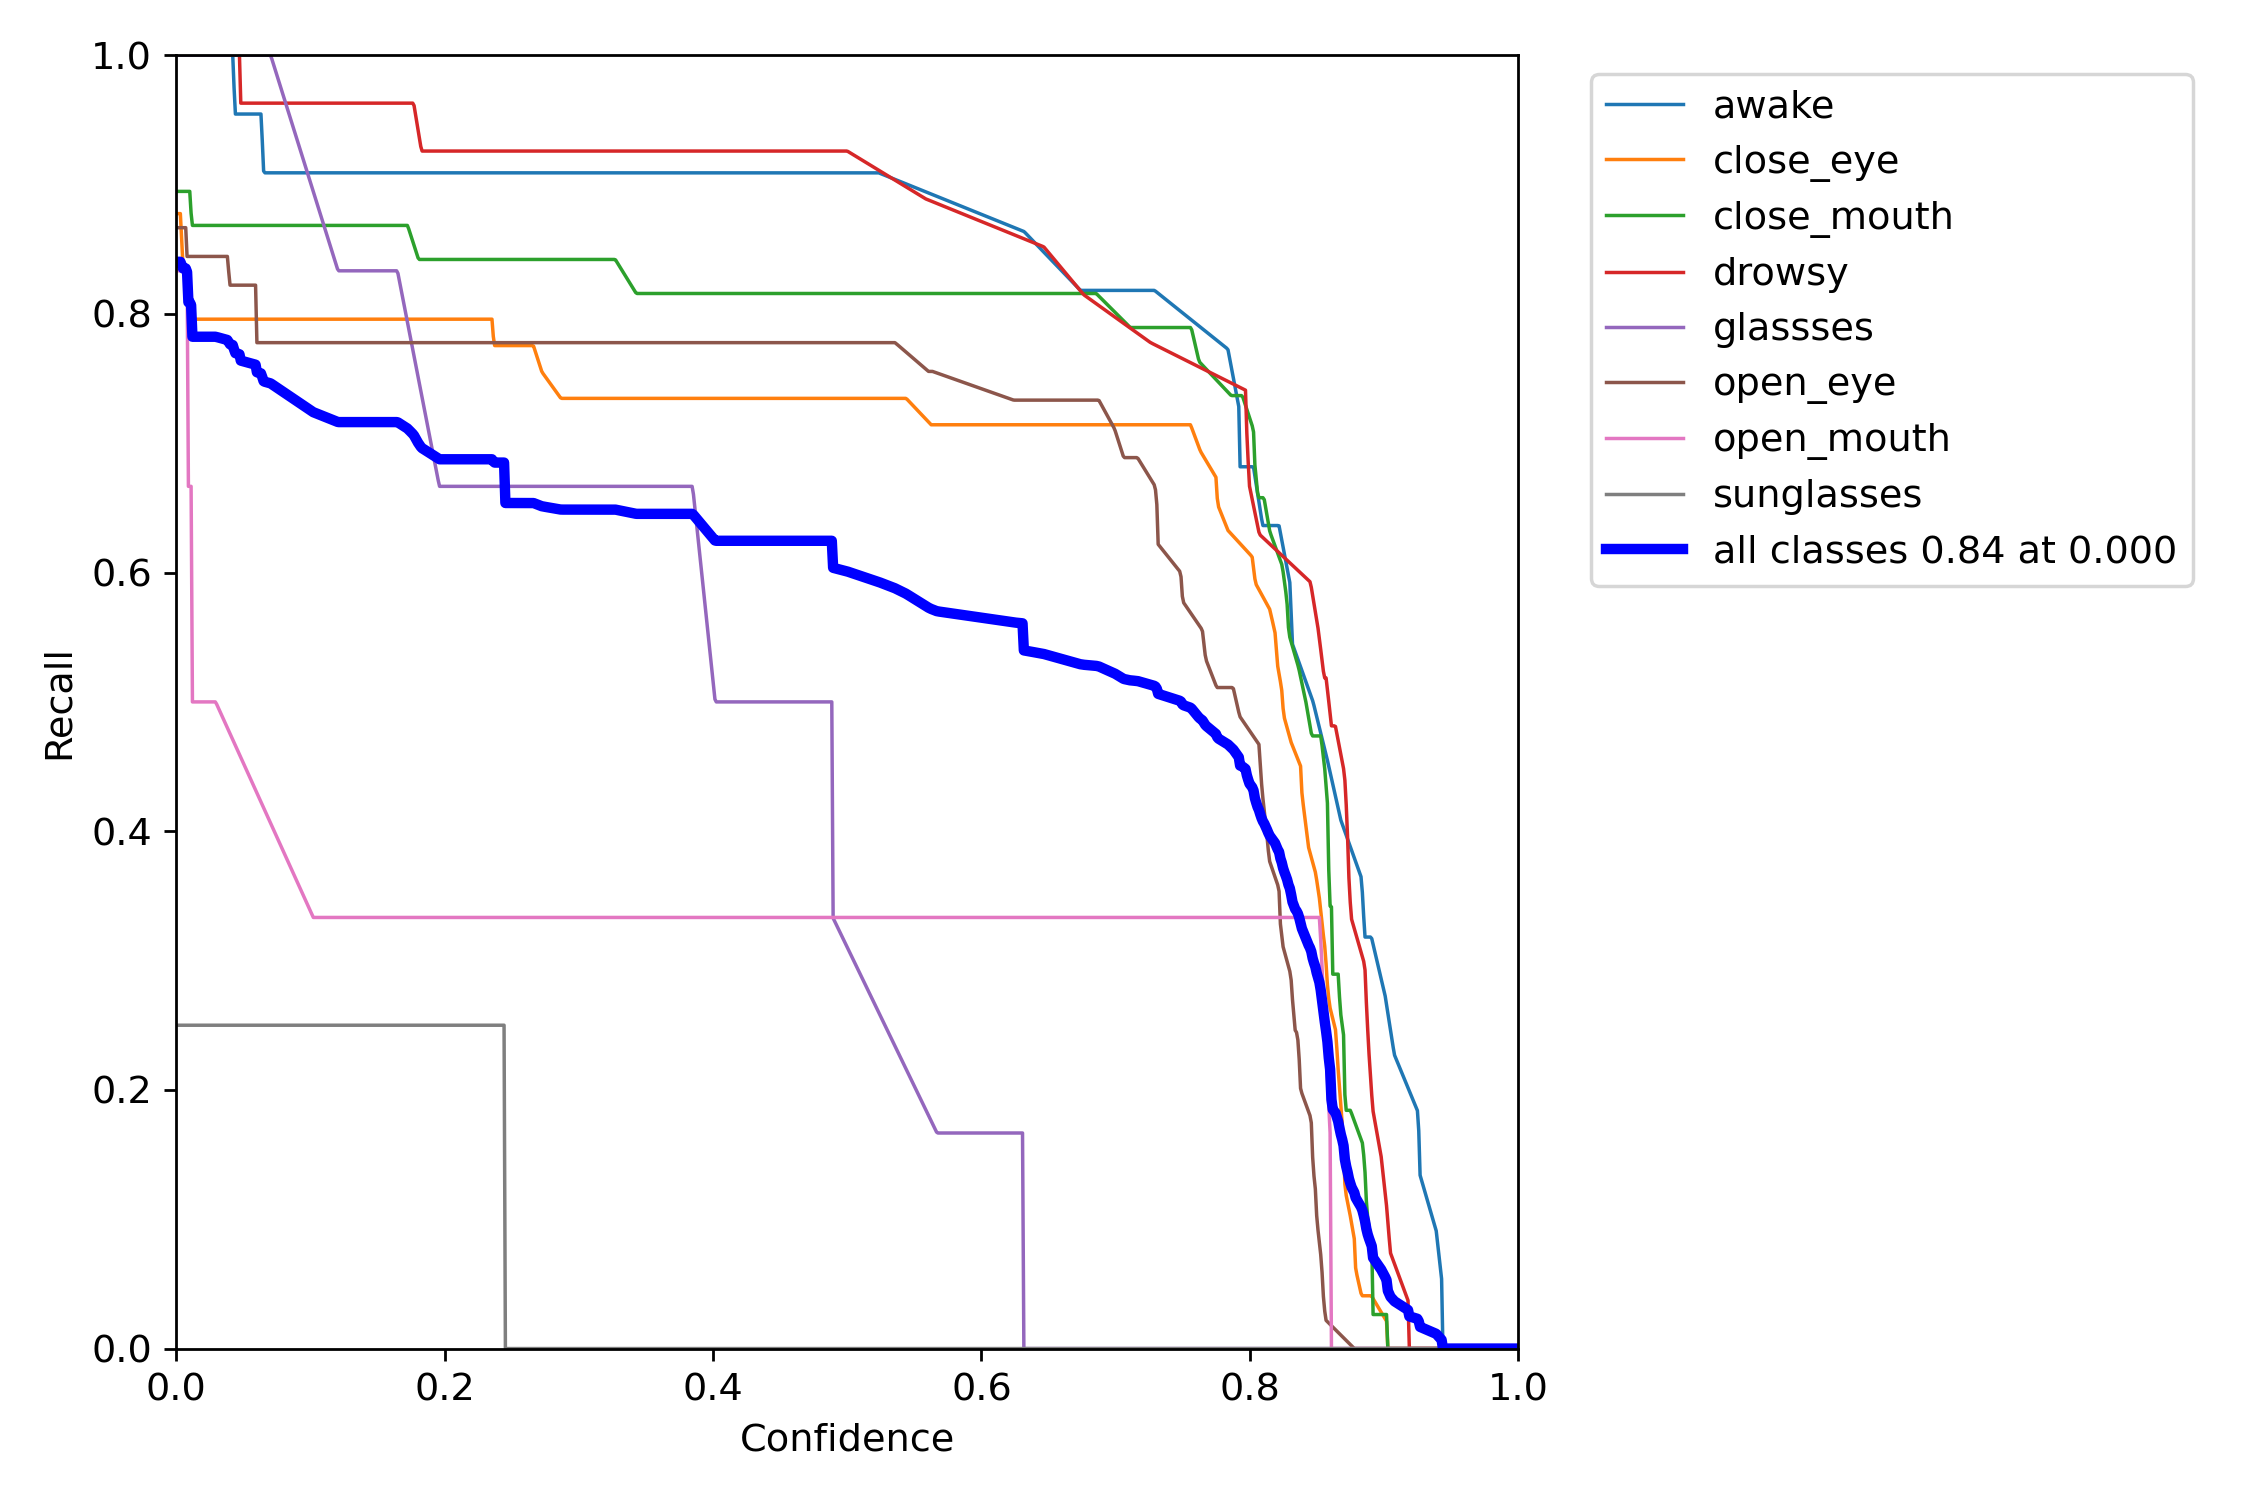 1.0
0.8
0.6
0.4
0.2
0.0
Recall
0.0 0.2 0.4 0.6 0.8 1.0
Confidence
awake
close_eye
close_mouth
drowsy
glassses
open_eye
open_mouth
sunglasses
all classes 0.84 at 0.000